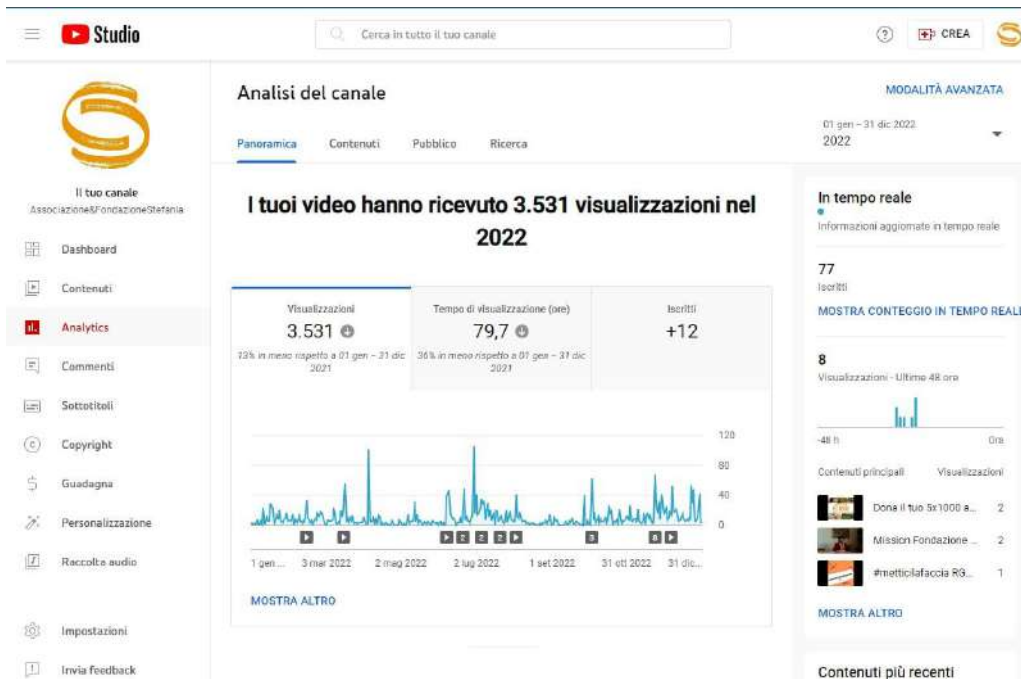 Studio
Cerca in tutto il tuo canale
CREA
Il tuo canale
Associazione&FondazioneStefania
Dashboard
Contenuti
Analytics
Commenti
Sottotitoli
Copyright
Guadagna
Personalizzazione
Raccolta audio
Impostazioni
Invia feedback
Analisi del canale
MODALITÀ AVANZATA
01 gen – 31 dic 2022
2022
Panoramica Contenuti Pubblico Ricerca
I tuoi video hanno ricevuto 3.531 visualizzazioni nel
2022
Visualizzazioni
3.531
13% in meno rispetto a 01 gen – 31 dic
2021
Tempo di visualizzazione (ore)
79,7
36% in meno rispetto a 01 gen – 31 dic
2021
Iscritti
+12
120
80
40
0
2 2 2 3 8
1 gen ... 3 mar 2022 2 mag 2022 2 lug 2022 1 set 2022 31 ott 2022 31 dic...
MOSTRA ALTRO
In tempo reale
Informazioni aggiornate in tempo reale
77
Iscritti
MOSTRA CONTEGGIO IN TEMPO REALE
8
Visualizzazioni - Ultime 48 ore
-48 h Ora
Contenuti principali Visualizzazioni
Dona il tuo 5x1000 a... 2
Mission Fondazione ... 2
#metticilafaccia RG... 1
MOSTRA ALTRO
Contenuti più recenti